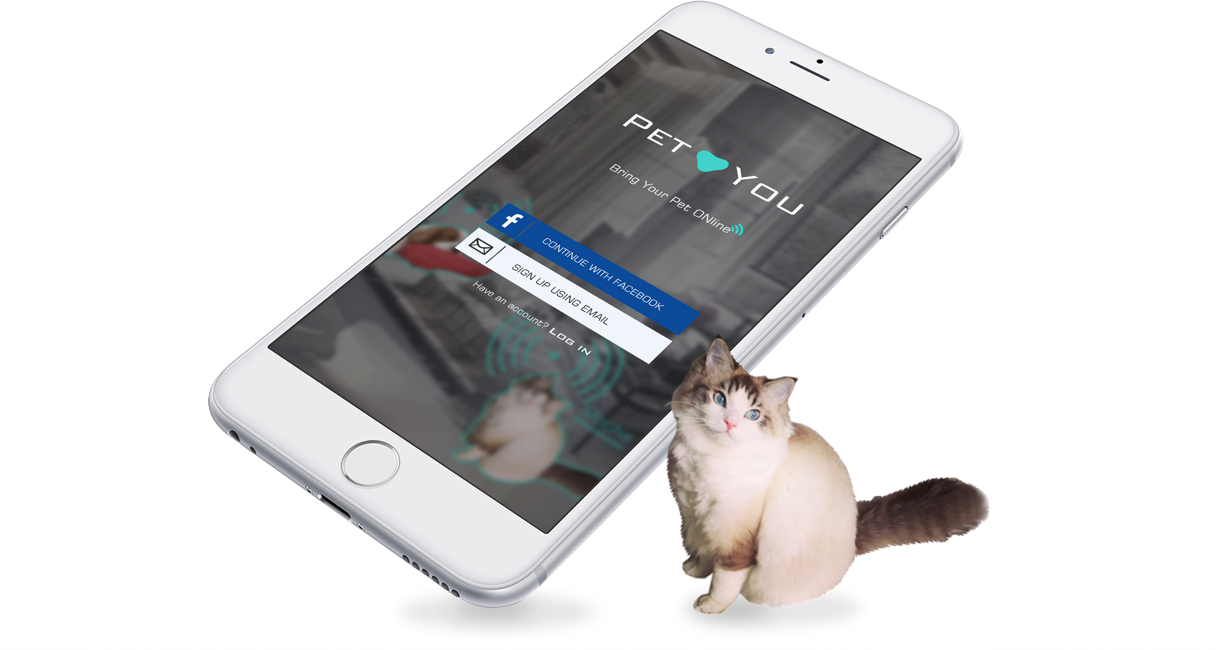 PET YOU
Bring Your Pet ONline
f
CONTINUE WITH FACEBOOK
SIGN UP USING EMAIL
Have an account? LOG IN